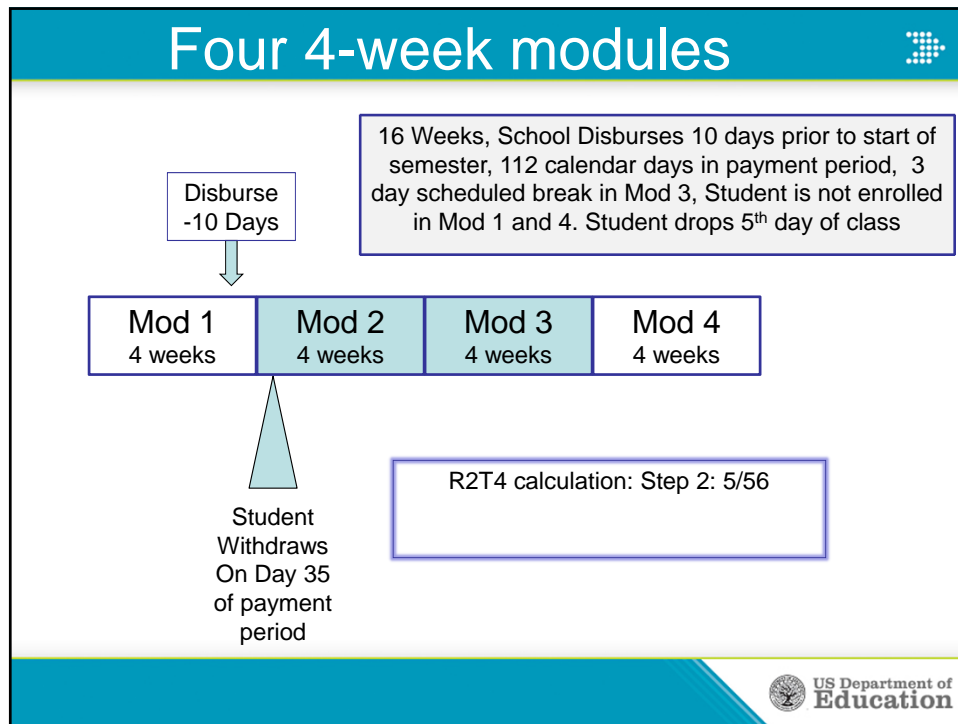 Four 4-week modules
16 Weeks, School Disburses 10 days prior to start of
semester, 112 calendar days in payment period,  3
day scheduled break in Mod 3, Student is not enrolled
in Mod 1 and 4. Student drops 5th day of class
Disburse
-10 Days
Mod 1
4 weeks
Mod 2
4 weeks
Mod 3
4 weeks
Mod 4
4 weeks
R2T4 calculation: Step 2: 5/56
Student
Withdraws
On Day 35
of payment
period
US Department of
Education